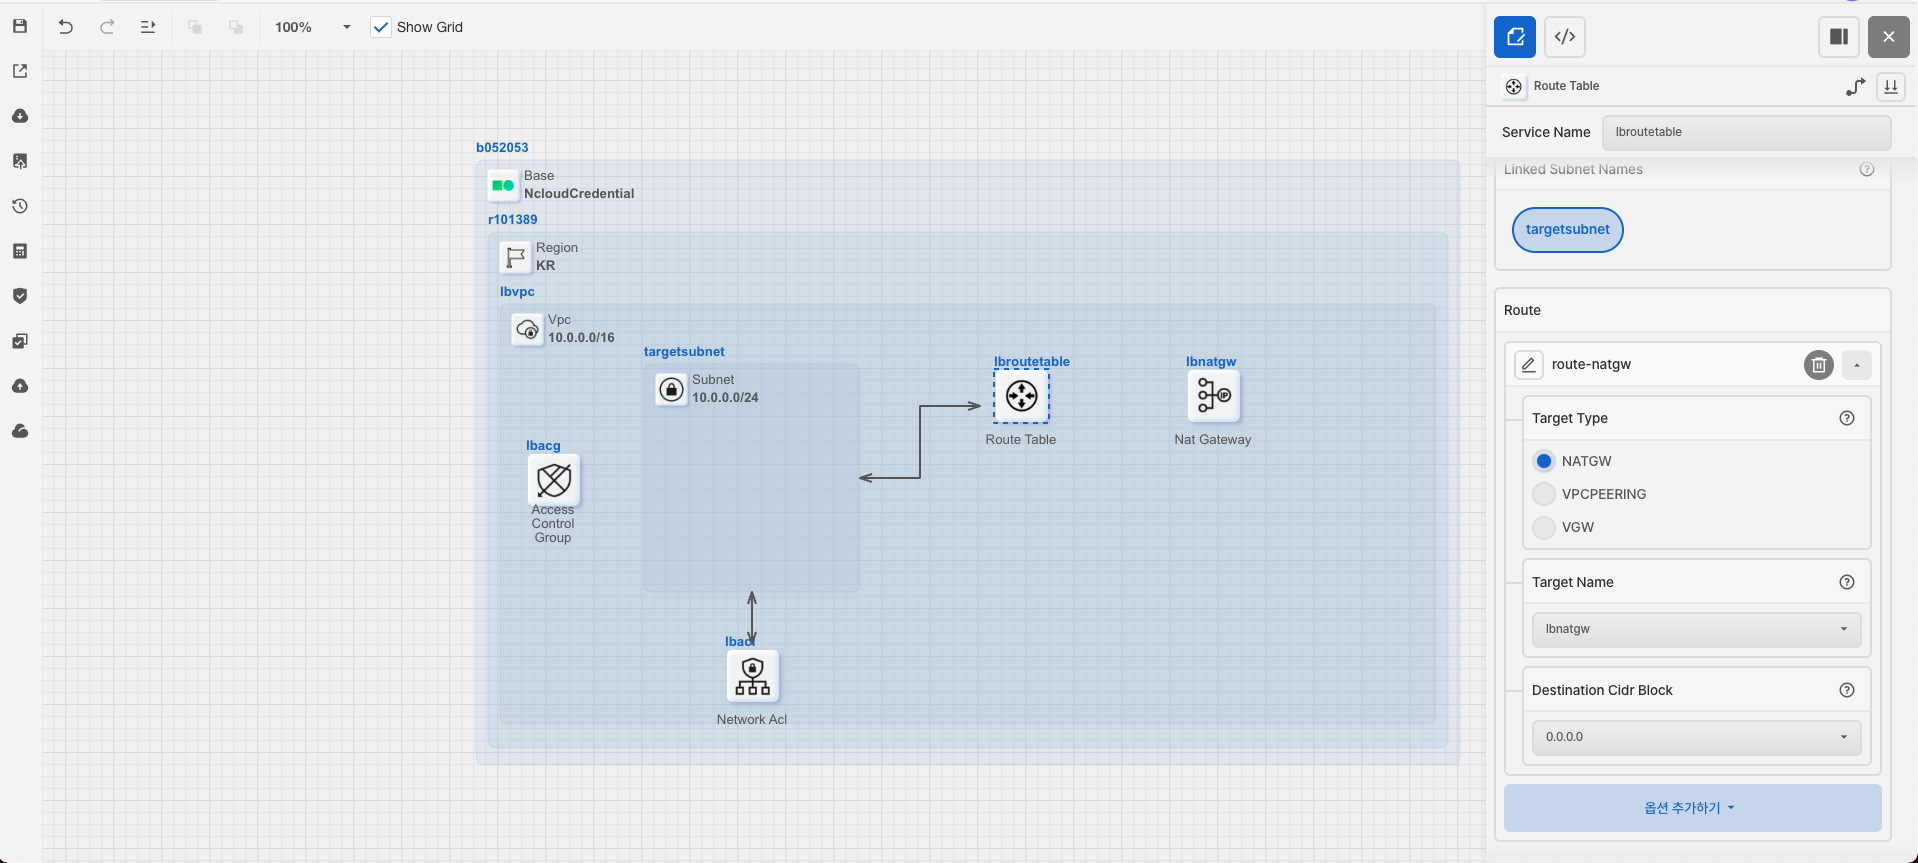 100%
Show Grid
b052053
Base
NcloudCredential
r101389
Region
KR
lbvpc
Vpc
10.0.0.0/16
targetsubnet
Subnet
10.0.0.0/24
lbroutetable
Route Table
lbnatgw
IP
Nat Gateway
lbacg
Access
Control
Group
lbacl
Network Acl
</>
Route Table
Service Name
lbroutetable
Linked Subnet Names
targetsubnet
Route
route-natgw
Target Type
NATGW
VPCPEERING
VGW
Target Name
lbnatgw
Destination Cidr Block
0.0.0.0
옵션 추가하기